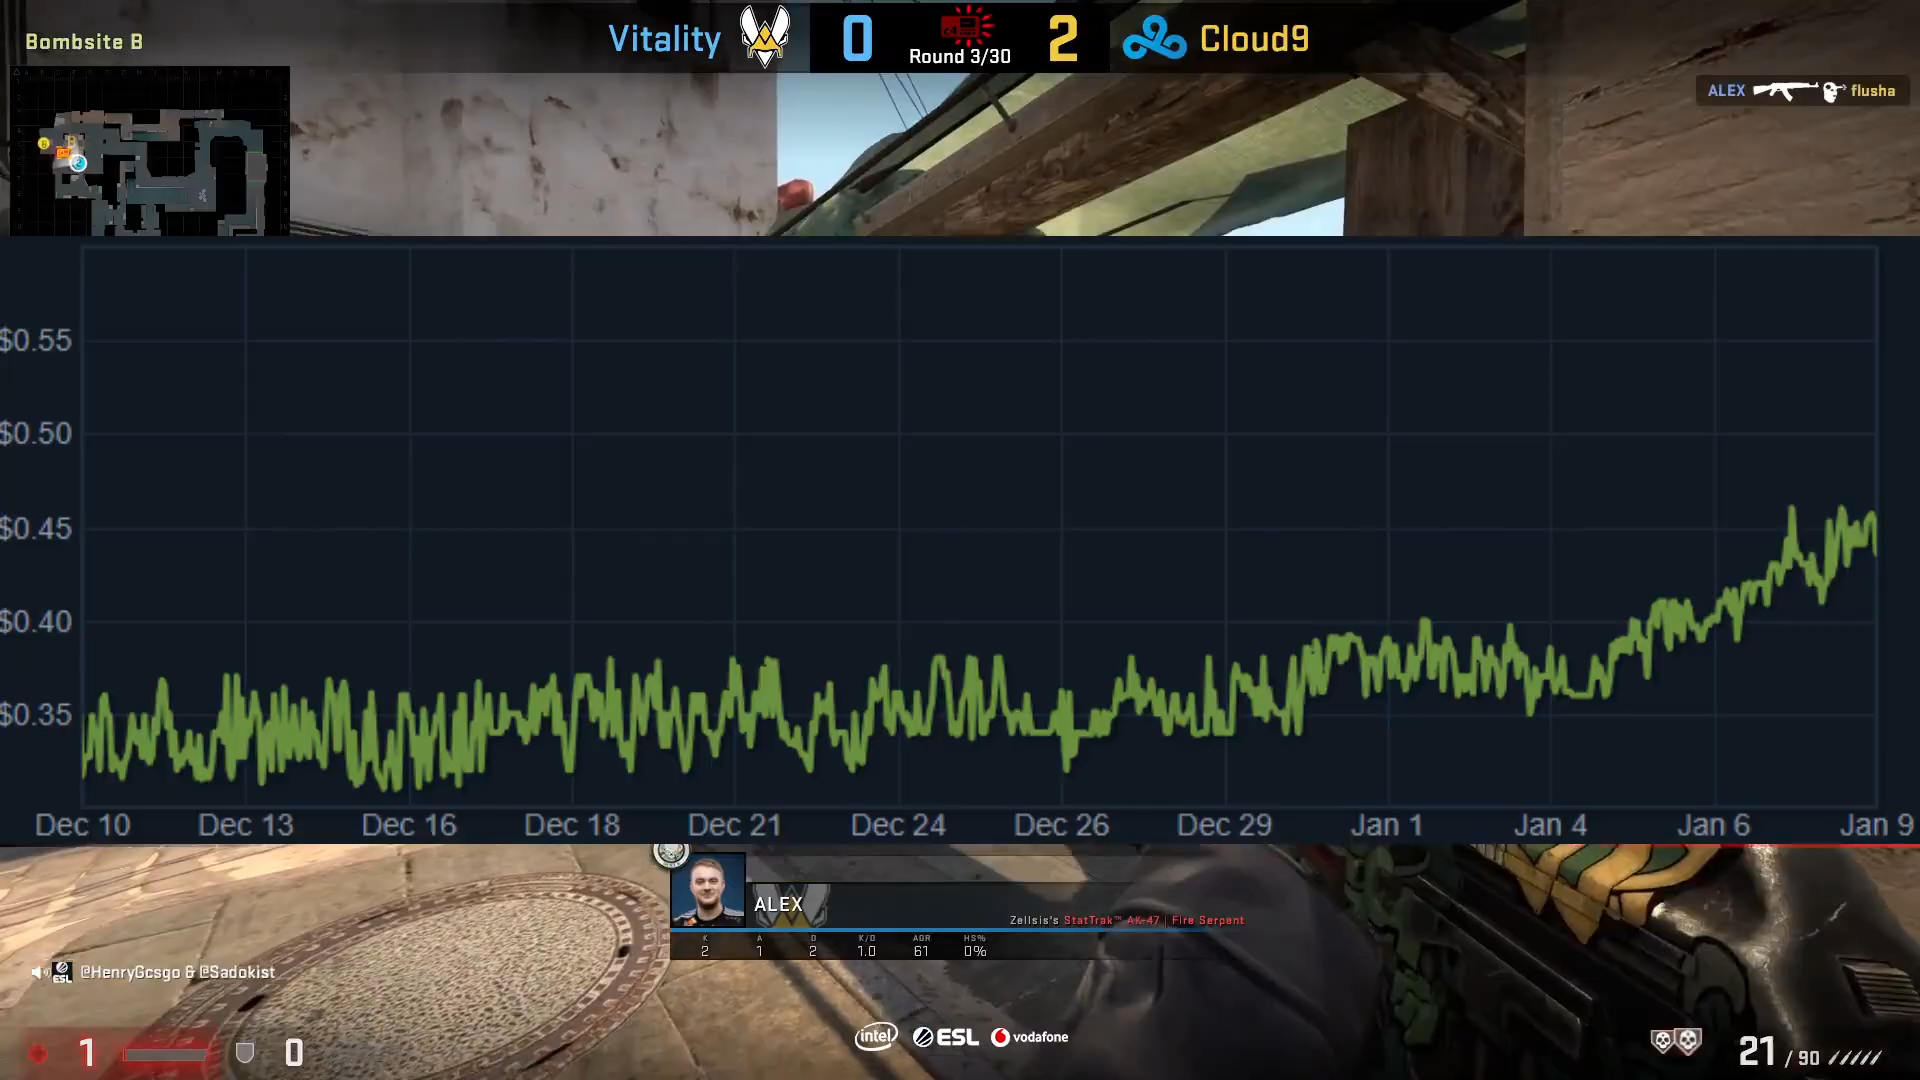 Bombsite B
Vitality 0 Round 3/30 2 Cloud9
ALEX flusha
B
B
$0.55
$0.50
$0.45
$0.40
$0.35
Dec 10 Dec 13 Dec 16 Dec 18 Dec 21 Dec 24 Dec 26 Dec 29 Jan 1 Jan 4 Jan 6 Jan 9
ALEX
Zellsis's StatTrak™ AK-47 | Fire Serpent
K A D K/D ADR HS%
2 1 2 1.0 61 0%
ESL @HenryGcsgo & @Sadokist
intel ESL vodafone
1 0
21 / 90